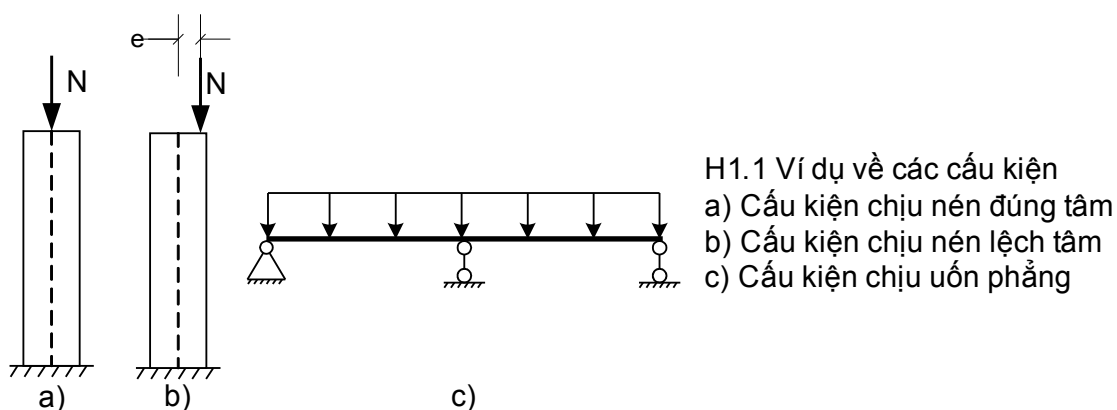 e
N
N
a)
b)
c)
H1.1 Ví dụ về các cấu kiện
a) Cấu kiện chịu nén đúng tâm
b) Cấu kiện chịu nén lệch tâm
c) Cấu kiện chịu uốn phẳng